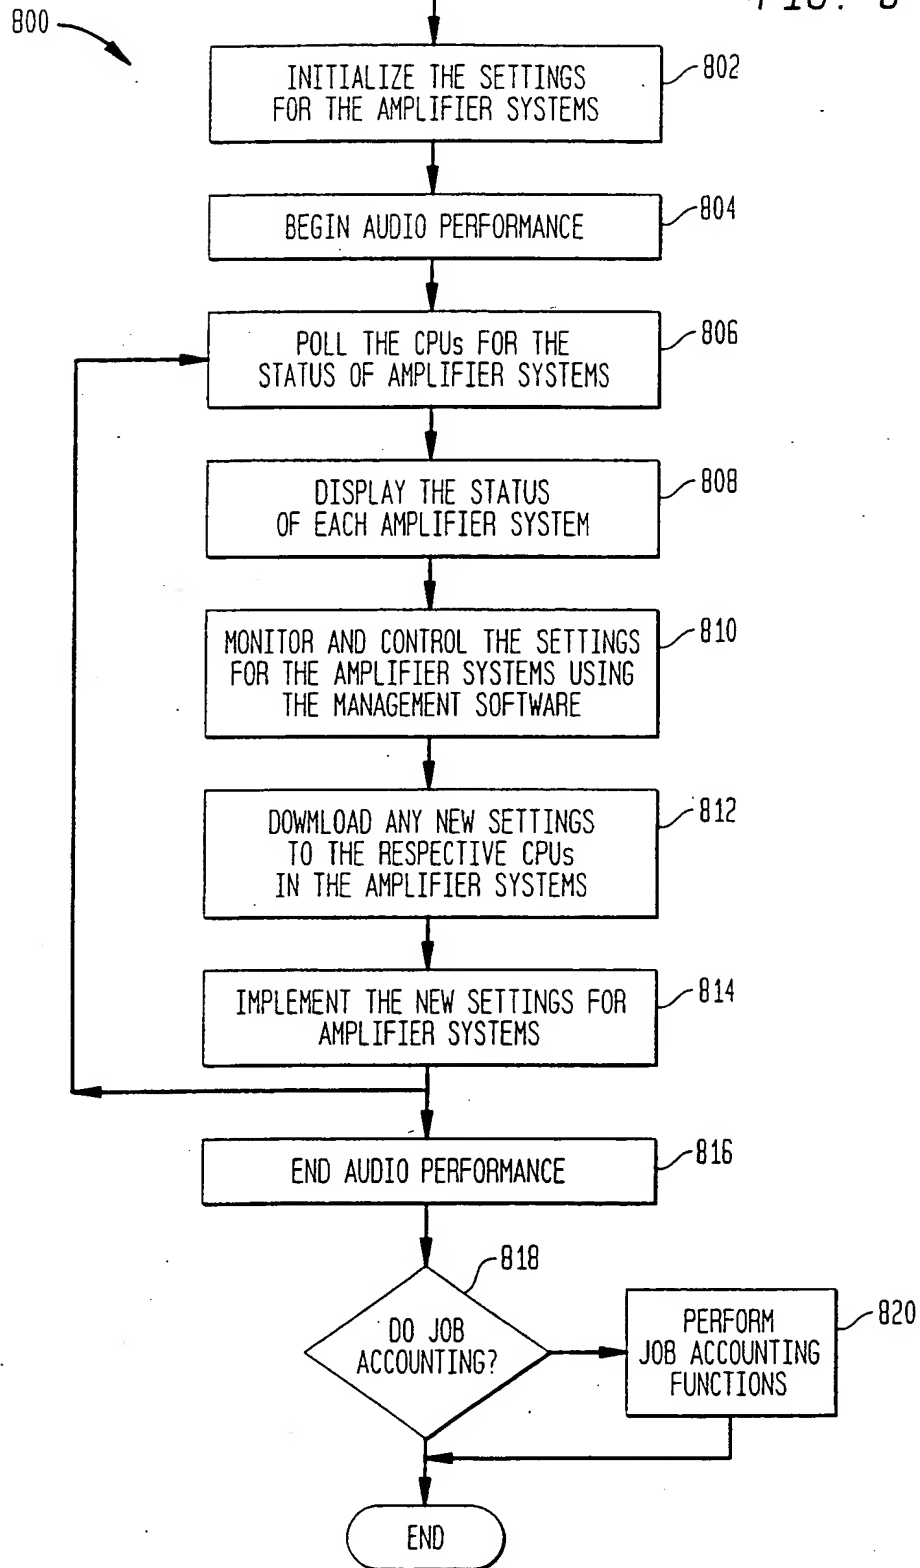 800
INITIALIZE THE SETTINGS
FOR THE AMPLIFIER SYSTEMS
802
BEGIN AUDIO PERFORMANCE
804
POLL THE CPUs FOR THE
STATUS OF AMPLIFIER SYSTEMS
806
DISPLAY THE STATUS
OF EACH AMPLIFIER SYSTEM
808
MONITOR AND CONTROL THE SETTINGS
FOR THE AMPLIFIER SYSTEMS USING
THE MANAGEMENT SOFTWARE
810
DOWMLOAD ANY NEW SETTINGS
TO THE RESPECTIVE CPUs
IN THE AMPLIFIER SYSTEMS
812
IMPLEMENT THE NEW SETTINGS FOR
AMPLIFIER SYSTEMS
814
END AUDIO PERFORMANCE
816
DO JOB
ACCOUNTING?
818
PERFORM
JOB ACCOUNTING
FUNCTIONS
820
END